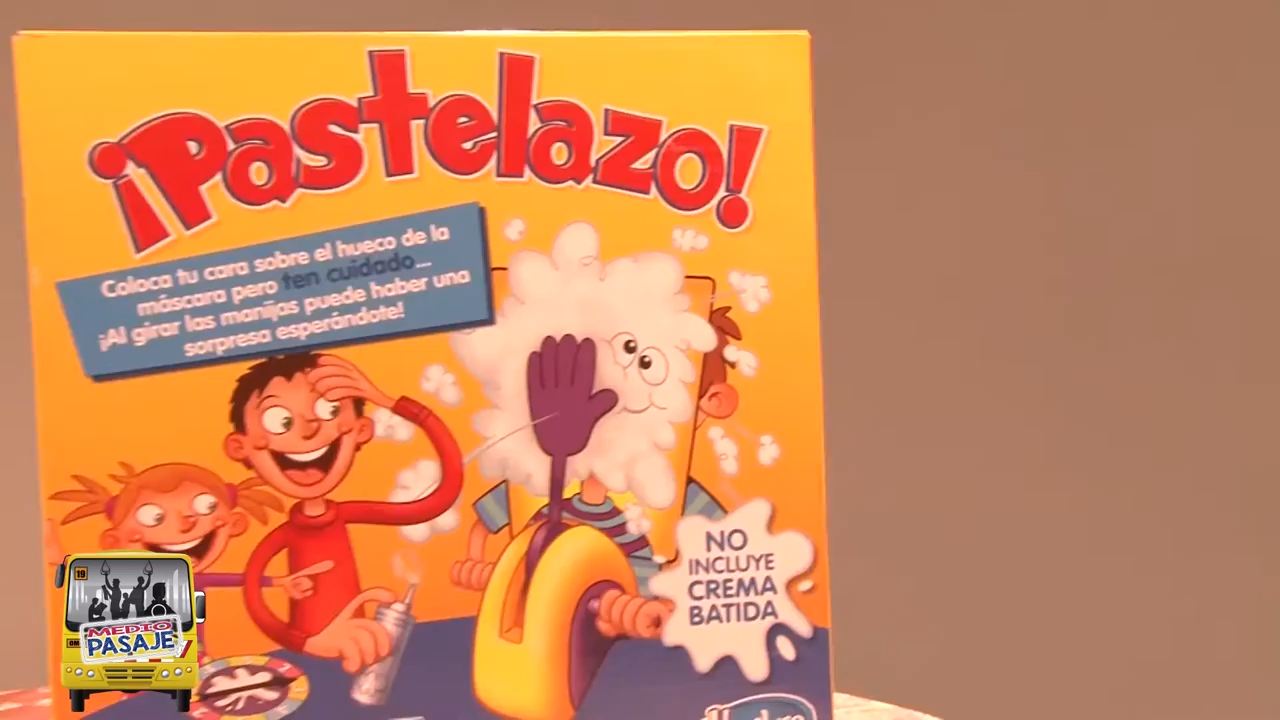 ¡Pastelazo!
Coloca tu cara sobre el hueco de la
máscara pero ten cuidado...
¡Al girar las manijas puede haber una
sorpresa esperándote!
NO
INCLUYE
CREMA
BATIDA
19
MEDIO
PASAJE